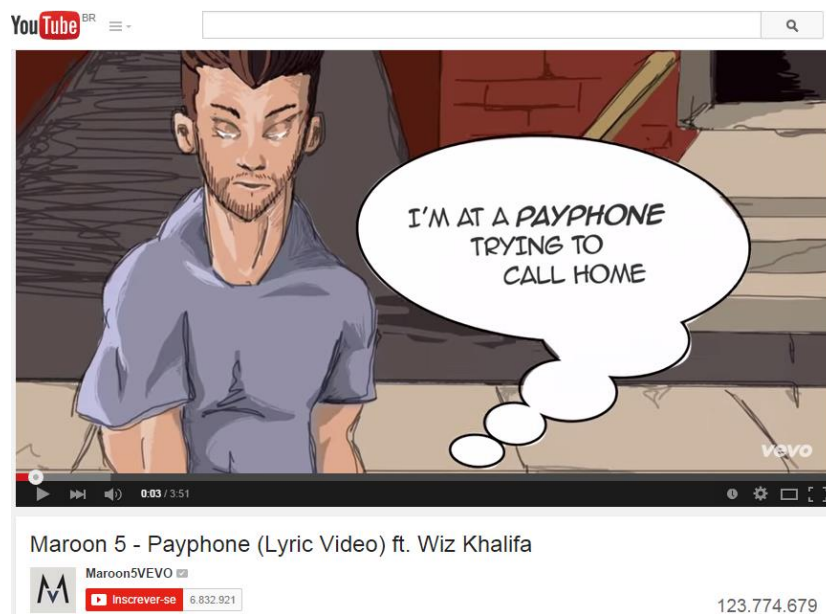 YouTube BR
I'M AT A PAYPHONE
TRYING TO
CALL HOME
vevo
0:03 / 3:51
Maroon 5 - Payphone (Lyric Video) ft. Wiz Khalifa
Maroon5VEVO
Inscrever-se 6.832.921
123.774.679